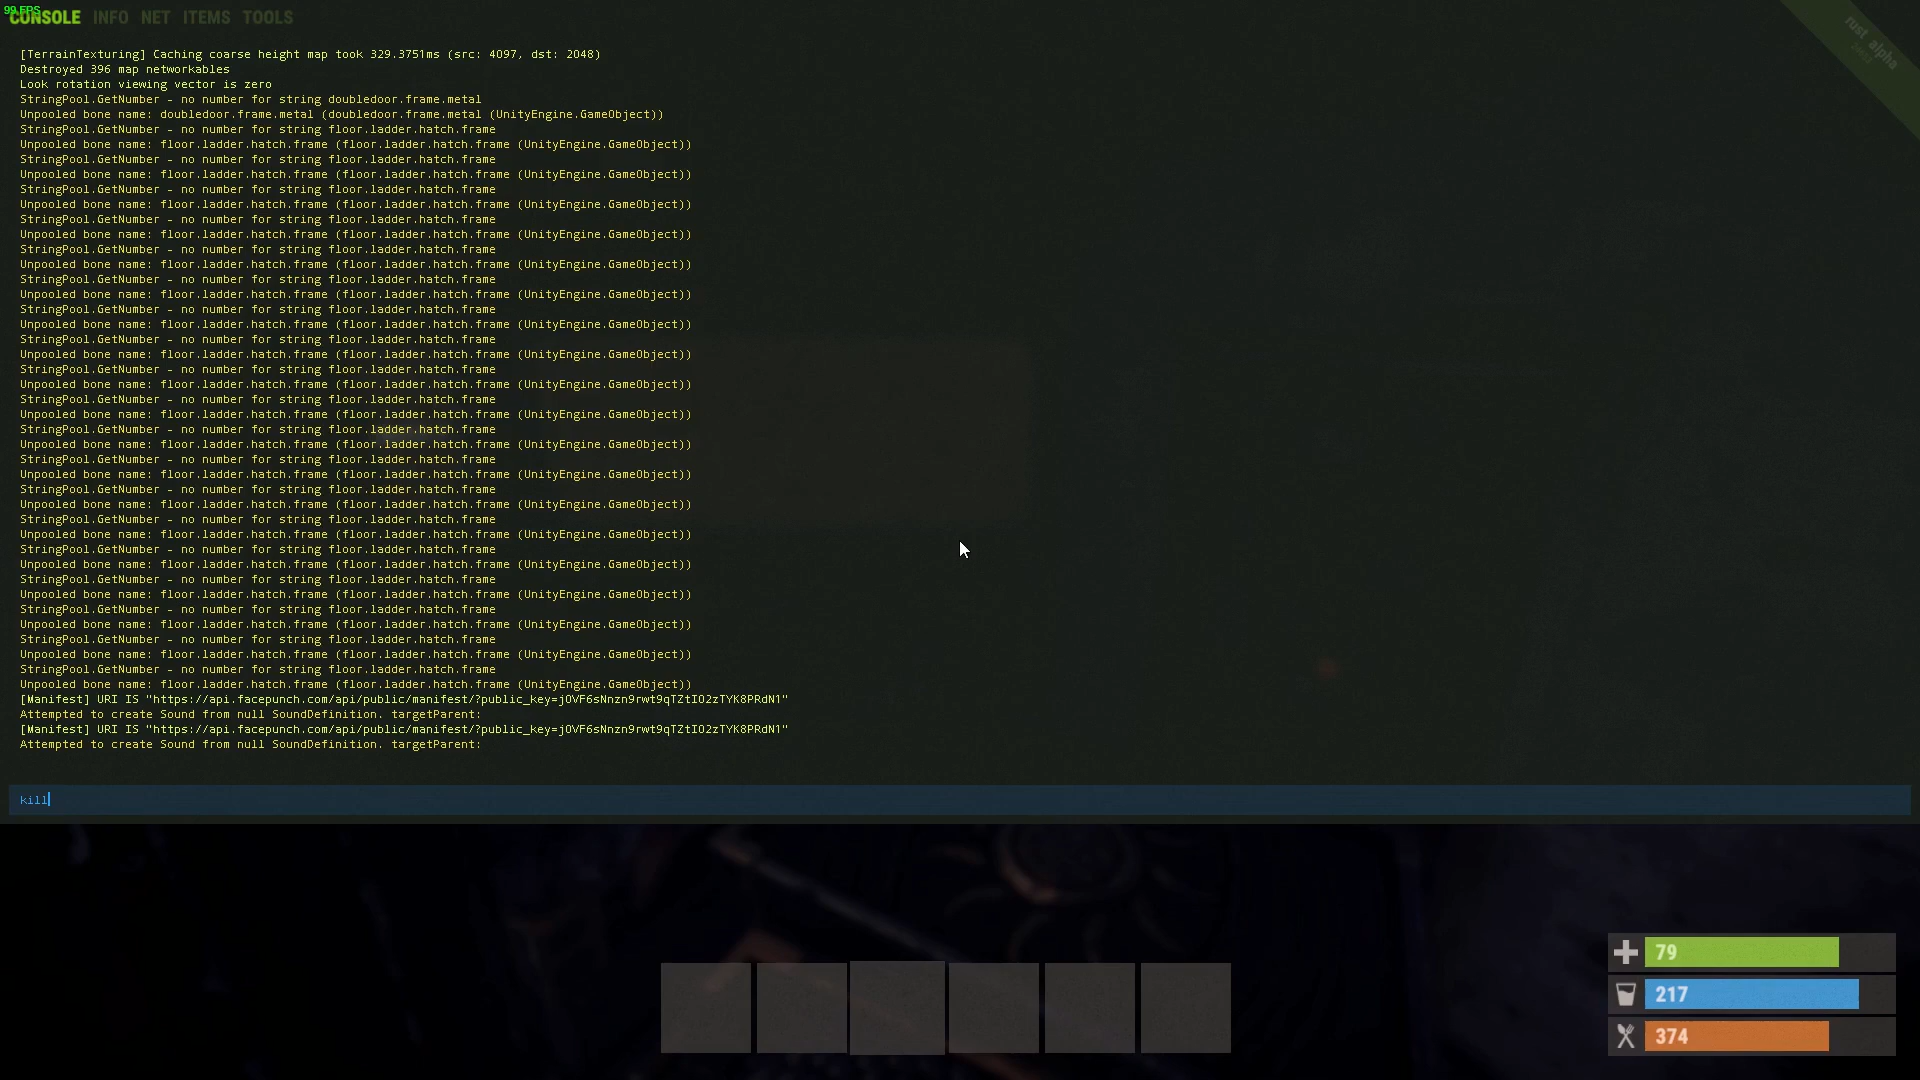 99 FPS
CONSOLE INFO NET ITEMS TOOLS
rust alpha
[TerrainTexturing] Caching coarse height map took 329.3751ms (src: 4097, dst: 2048)
Destroyed 396 map networkables
Look rotation viewing vector is zero
StringPool.GetNumber - no number for string doubledoor.frame.metal
Unpooled bone name: doubledoor.frame.metal (doubledoor.frame.metal (UnityEngine.GameObject))
StringPool.GetNumber - no number for string floor.ladder.hatch.frame
Unpooled bone name: floor.ladder.hatch.frame (floor.ladder.hatch.frame (UnityEngine.GameObject))
StringPool.GetNumber - no number for string floor.ladder.hatch.frame
Unpooled bone name: floor.ladder.hatch.frame (floor.ladder.hatch.frame (UnityEngine.GameObject))
StringPool.GetNumber - no number for string floor.ladder.hatch.frame
Unpooled bone name: floor.ladder.hatch.frame (floor.ladder.hatch.frame (UnityEngine.GameObject))
StringPool.GetNumber - no number for string floor.ladder.hatch.frame
Unpooled bone name: floor.ladder.hatch.frame (floor.ladder.hatch.frame (UnityEngine.GameObject))
StringPool.GetNumber - no number for string floor.ladder.hatch.frame
Unpooled bone name: floor.ladder.hatch.frame (floor.ladder.hatch.frame (UnityEngine.GameObject))
StringPool.GetNumber - no number for string floor.ladder.hatch.frame
Unpooled bone name: floor.ladder.hatch.frame (floor.ladder.hatch.frame (UnityEngine.GameObject))
StringPool.GetNumber - no number for string floor.ladder.hatch.frame
Unpooled bone name: floor.ladder.hatch.frame (floor.ladder.hatch.frame (UnityEngine.GameObject))
StringPool.GetNumber - no number for string floor.ladder.hatch.frame
Unpooled bone name: floor.ladder.hatch.frame (floor.ladder.hatch.frame (UnityEngine.GameObject))
StringPool.GetNumber - no number for string floor.ladder.hatch.frame
Unpooled bone name: floor.ladder.hatch.frame (floor.ladder.hatch.frame (UnityEngine.GameObject))
StringPool.GetNumber - no number for string floor.ladder.hatch.frame
Unpooled bone name: floor.ladder.hatch.frame (floor.ladder.hatch.frame (UnityEngine.GameObject))
StringPool.GetNumber - no number for string floor.ladder.hatch.frame
Unpooled bone name: floor.ladder.hatch.frame (floor.ladder.hatch.frame (UnityEngine.GameObject))
StringPool.GetNumber - no number for string floor.ladder.hatch.frame
Unpooled bone name: floor.ladder.hatch.frame (floor.ladder.hatch.frame (UnityEngine.GameObject))
StringPool.GetNumber - no number for string floor.ladder.hatch.frame
Unpooled bone name: floor.ladder.hatch.frame (floor.ladder.hatch.frame (UnityEngine.GameObject))
StringPool.GetNumber - no number for string floor.ladder.hatch.frame
Unpooled bone name: floor.ladder.hatch.frame (floor.ladder.hatch.frame (UnityEngine.GameObject))
StringPool.GetNumber - no number for string floor.ladder.hatch.frame
Unpooled bone name: floor.ladder.hatch.frame (floor.ladder.hatch.frame (UnityEngine.GameObject))
StringPool.GetNumber - no number for string floor.ladder.hatch.frame
Unpooled bone name: floor.ladder.hatch.frame (floor.ladder.hatch.frame (UnityEngine.GameObject))
StringPool.GetNumber - no number for string floor.ladder.hatch.frame
Unpooled bone name: floor.ladder.hatch.frame (floor.ladder.hatch.frame (UnityEngine.GameObject))
StringPool.GetNumber - no number for string floor.ladder.hatch.frame
Unpooled bone name: floor.ladder.hatch.frame (floor.ladder.hatch.frame (UnityEngine.GameObject))
StringPool.GetNumber - no number for string floor.ladder.hatch.frame
Unpooled bone name: floor.ladder.hatch.frame (floor.ladder.hatch.frame (UnityEngine.GameObject))
[Manifest] URI IS "https://api.facepunch.com/api/public/manifest/?public_key=jOVF6sNnzn9rwt9qTZtIO2zTYK8PRdN1"
Attempted to create Sound from null SoundDefinition. targetParent:
[Manifest] URI IS "https://api.facepunch.com/api/public/manifest/?public_key=jOVF6sNnzn9rwt9qTZtIO2zTYK8PRdN1"
Attempted to create Sound from null SoundDefinition. targetParent:
kill
79
217
374